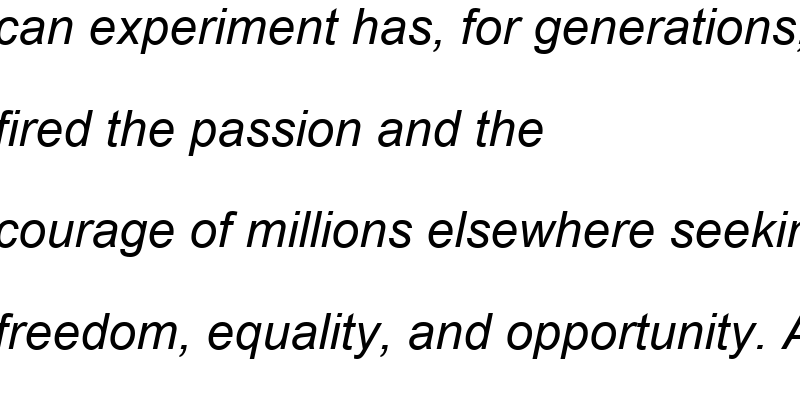 can experiment has, for generations,
fired the passion and the
courage of millions elsewhere seekin
freedom, equality, and opportunity. A